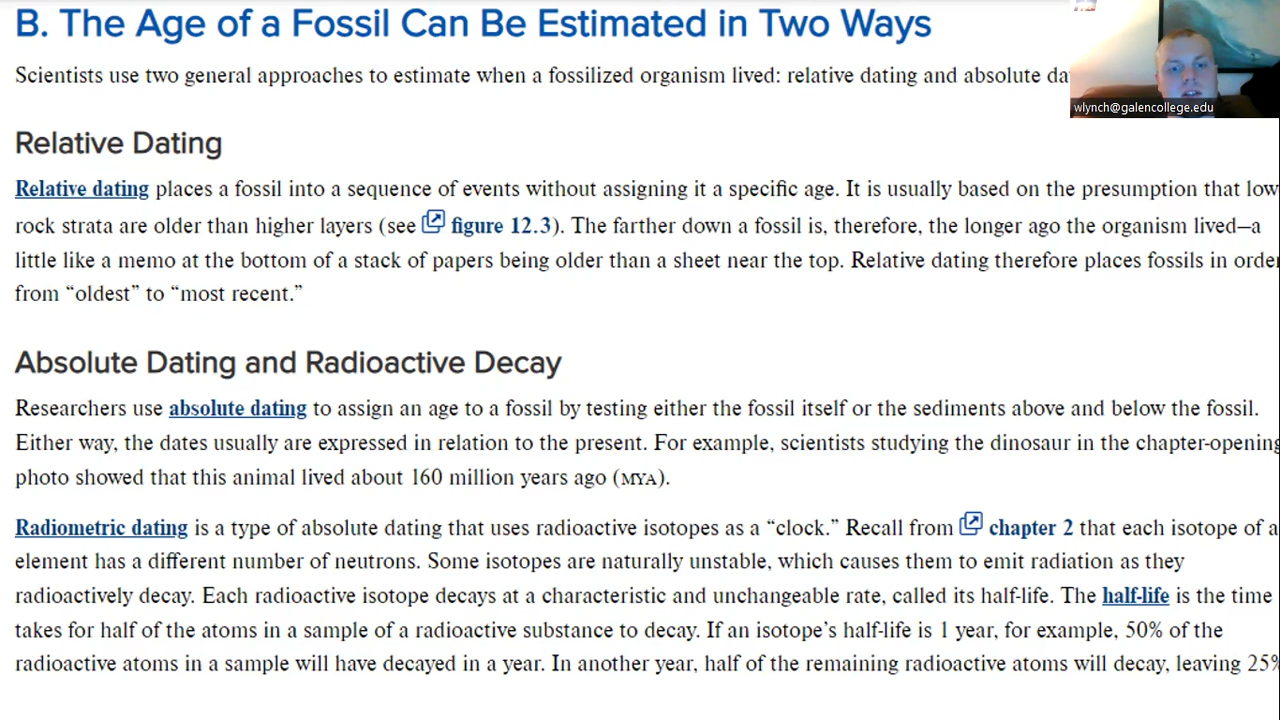 B. The Age of a Fossil Can Be Estimated in Two Ways
Scientists use two general approaches to estimate when a fossilized organism lived: relative dating and absolute da
wlynch@galencollege.edu
Relative Dating
Relative dating places a fossil into a sequence of events without assigning it a specific age. It is usually based on the presumption that low
rock strata are older than higher layers (see figure 12.3). The farther down a fossil is, therefore, the longer ago the organism lived—a
little like a memo at the bottom of a stack of papers being older than a sheet near the top. Relative dating therefore places fossils in order
from “oldest” to “most recent.”
Absolute Dating and Radioactive Decay
Researchers use absolute dating to assign an age to a fossil by testing either the fossil itself or the sediments above and below the fossil.
Either way, the dates usually are expressed in relation to the present. For example, scientists studying the dinosaur in the chapter-opening
photo showed that this animal lived about 160 million years ago (MYA).
Radiometric dating is a type of absolute dating that uses radioactive isotopes as a “clock.” Recall from chapter 2 that each isotope of a
element has a different number of neutrons. Some isotopes are naturally unstable, which causes them to emit radiation as they
radioactively decay. Each radioactive isotope decays at a characteristic and unchangeable rate, called its half-life. The half-life is the time
takes for half of the atoms in a sample of a radioactive substance to decay. If an isotope’s half-life is 1 year, for example, 50% of the
radioactive atoms in a sample will have decayed in a year. In another year, half of the remaining radioactive atoms will decay, leaving 25%